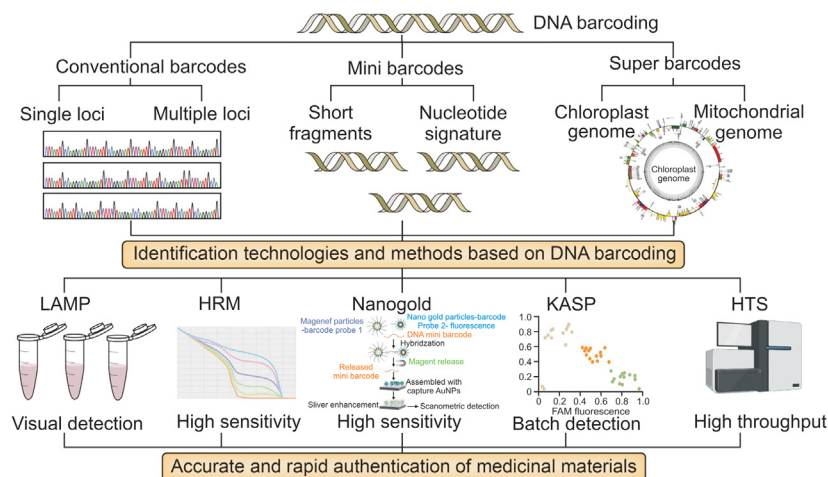 DNA barcoding
Conventional barcodes
Mini barcodes
Super barcodes
Single loci
Multiple loci
Short
fragments
Nucleotide
signature
Chloroplast
genome
Mitochondrial
genome
Chloroplast
genome
Identification technologies and methods based on DNA barcoding
LAMP
HRM
Nanogold
KASP
HTS
Magenef particles
-barcode probe 1
Nano gold particles-barcode
Probe 2- fluorescence
DNA mini barcode
Hybridzation
Magent release
Released
mini barcode
Assembled with
capture AuNPs
Sliver enhancement
Scanometric detection
1.0
0.8
0.6
0.4
0.2
0
0 0.2 0.4 0.6 0.8 1.0
FAM fluorescence
Visual detection
High sensitivity
High sensitivity
Batch detection
High throughput
Accurate and rapid authentication of medicinal materials